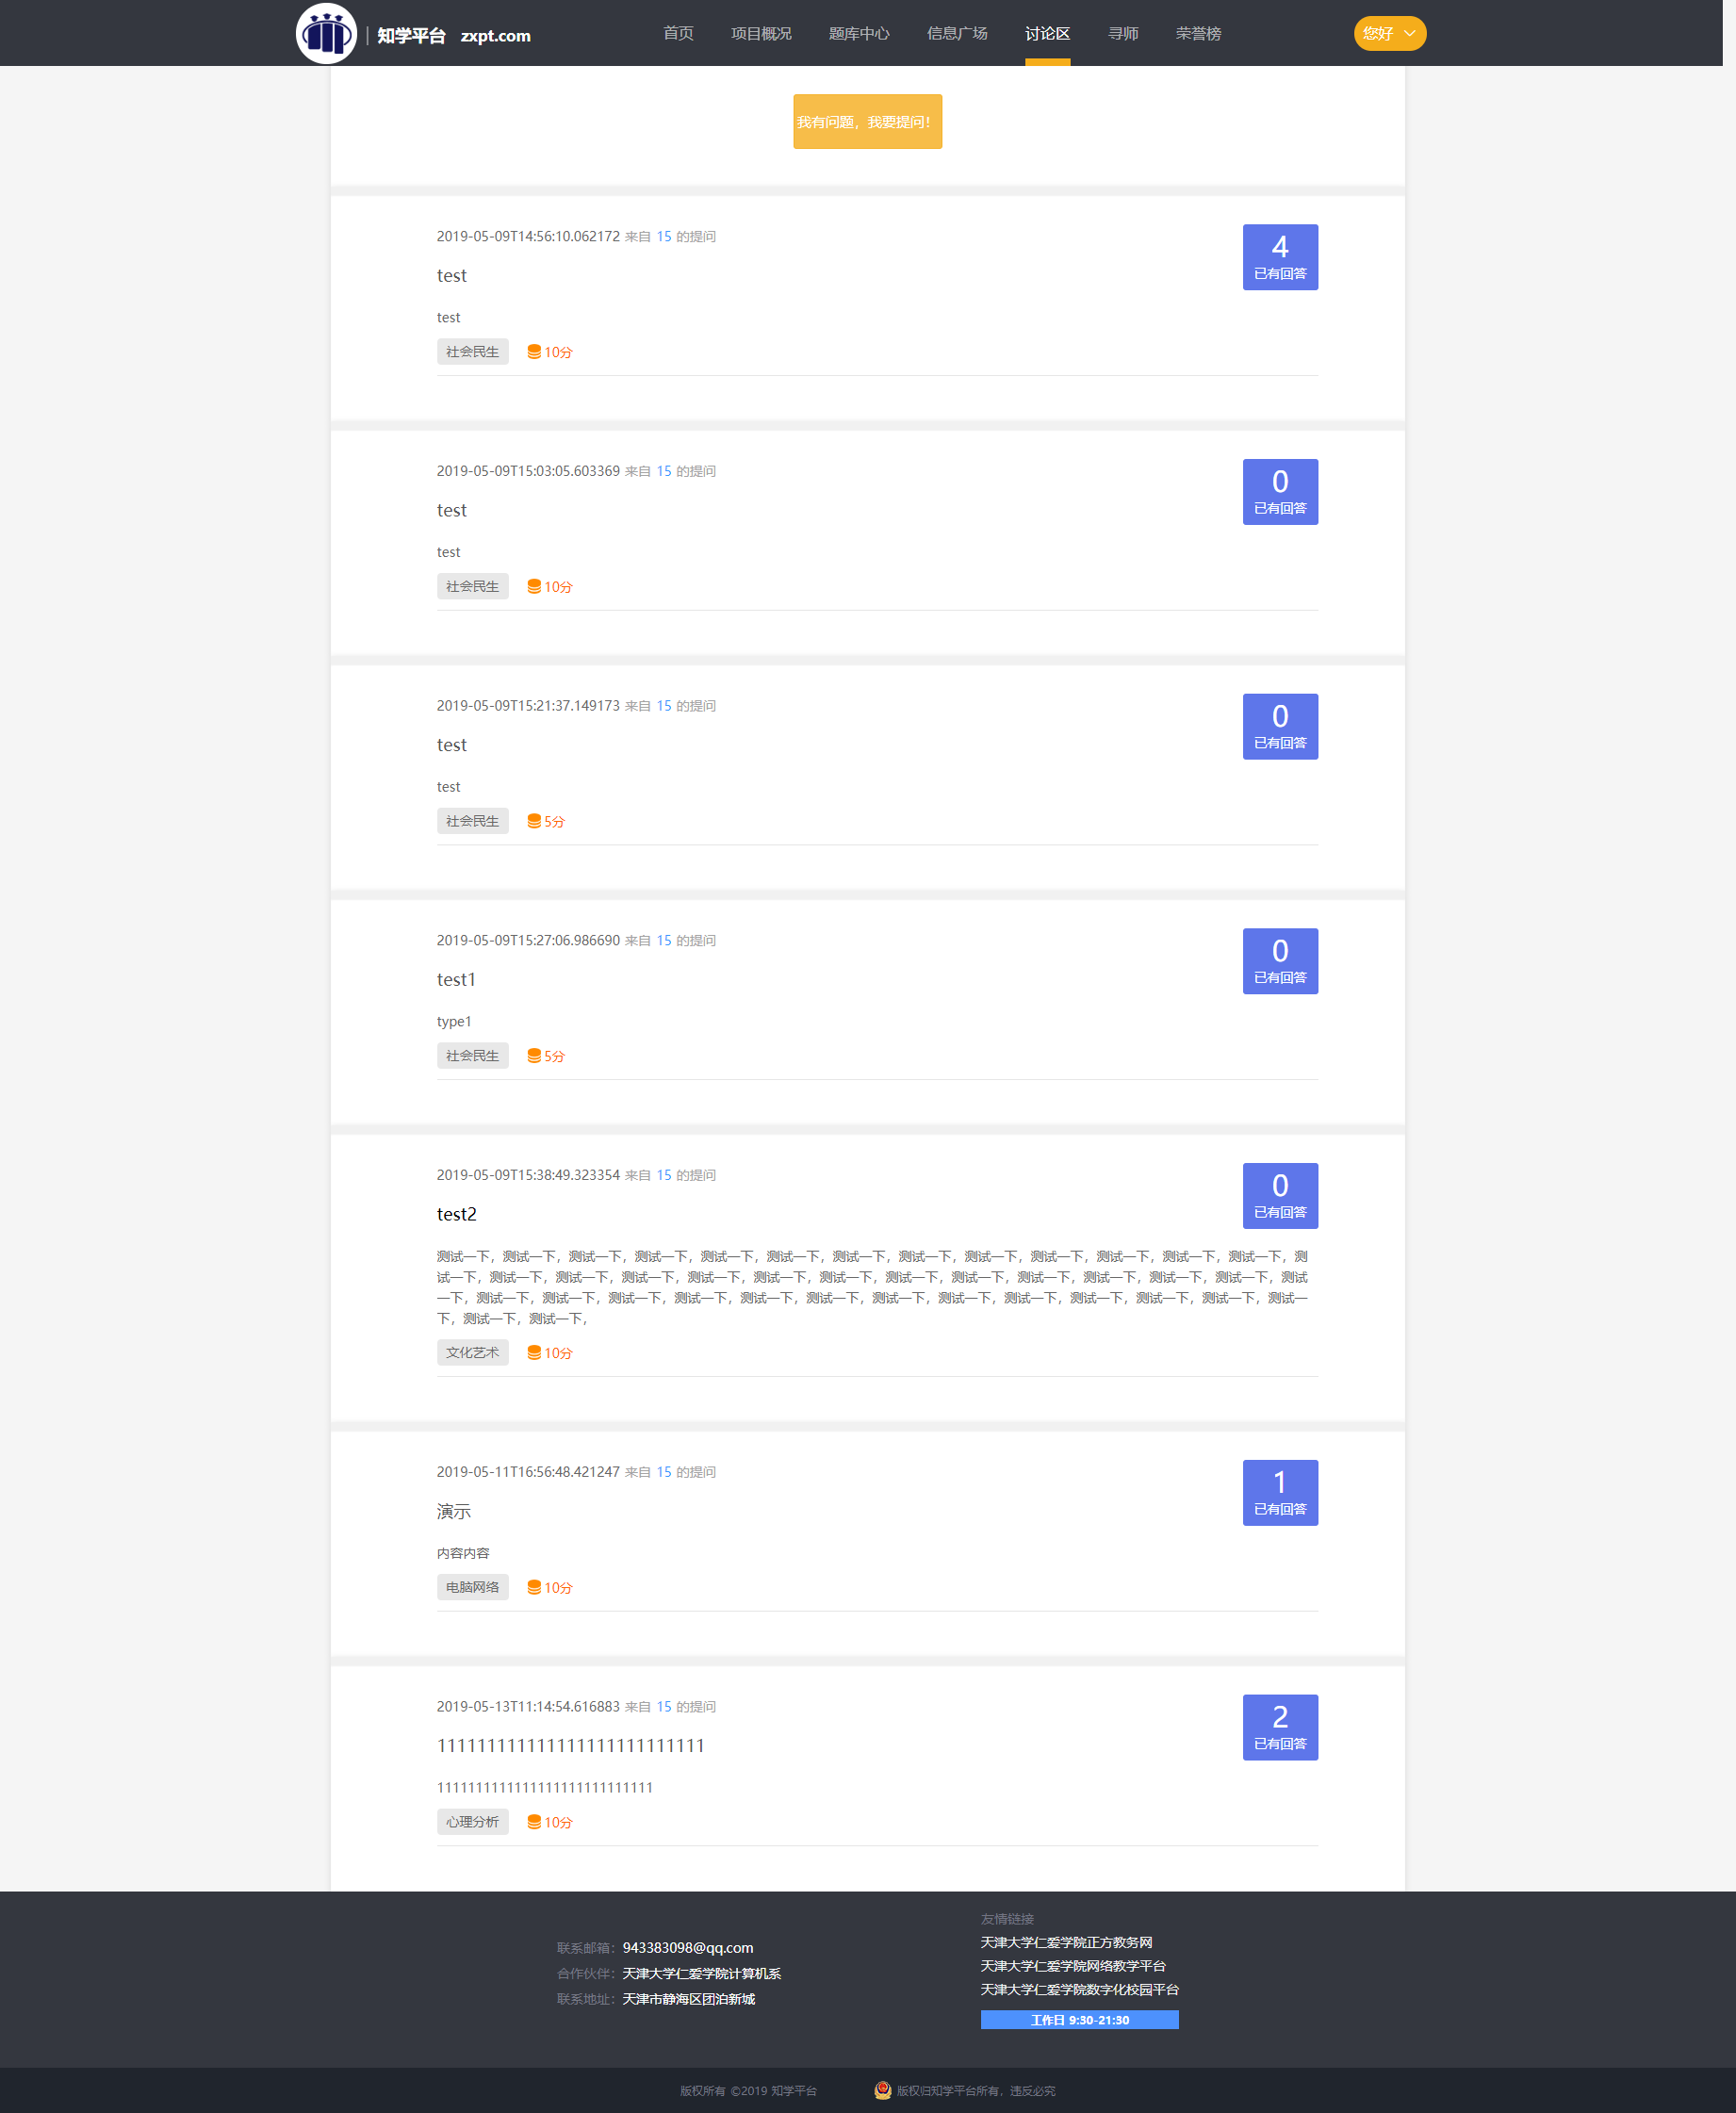 知学平台 zxpt.com
首页 项目概况 题库中心 信息广场 讨论区 寻师 荣誉榜
您好
我有问题，我要提问！
2019-05-09T14:56:10.062172 来自 15 的提问
4
已有回答
test
test
社会民生 10分
2019-05-09T15:03:05.603369 来自 15 的提问
0
已有回答
test
test
社会民生 10分
2019-05-09T15:21:37.149173 来自 15 的提问
0
已有回答
test
test
社会民生 5分
2019-05-09T15:27:06.986690 来自 15 的提问
0
已有回答
test1
type1
社会民生 5分
2019-05-09T15:38:49.323354 来自 15 的提问
0
已有回答
test2
测试一下，测试一下，测试一下，测试一下，测试一下，测试一下，测试一下，测试一下，测试一下，测试一下，测试一下，测试一下，测试一下，测
试一下，测试一下，测试一下，测试一下，测试一下，测试一下，测试一下，测试一下，测试一下，测试一下，测试一下，测试一下，测试一下，测试
一下，测试一下，测试一下，测试一下，测试一下，测试一下，测试一下，测试一下，测试一下，测试一下，测试一下，测试一下，测试一下，测试一
下，测试一下，测试一下，
文化艺术 10分
2019-05-11T16:56:48.421247 来自 15 的提问
1
已有回答
演示
内容内容
电脑网络 10分
2019-05-13T11:14:54.616883 来自 15 的提问
2
已有回答
111111111111111111111111111
1111111111111111111111111111
心理分析 10分
联系邮箱：943383098@qq.com
合作伙伴：天津大学仁爱学院计算机系
联系地址：天津市静海区团泊新城
友情链接
天津大学仁爱学院正方教务网
天津大学仁爱学院网络教学平台
天津大学仁爱学院数字化校园平台
工作日 9:30-21:30
版权所有 ©2019 知学平台 版权归知学平台所有，违反必究